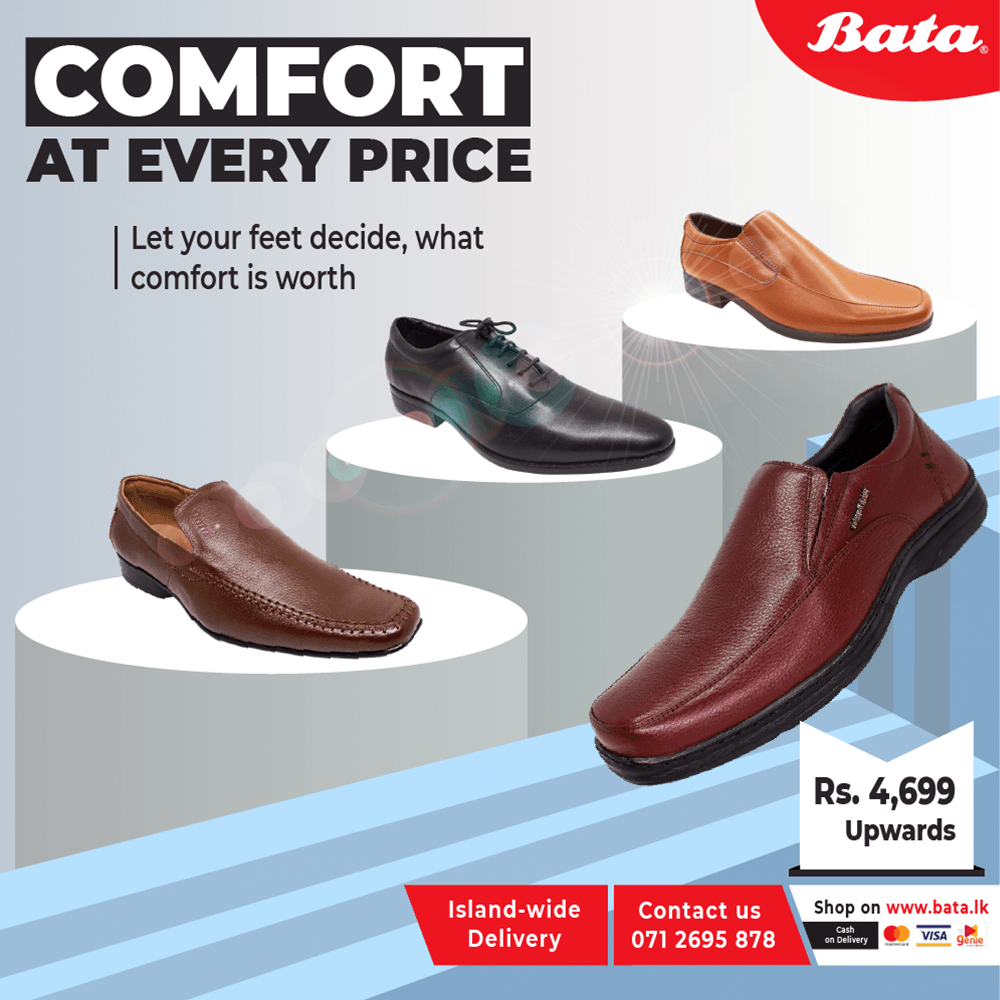 Bata
COMFORT
AT EVERY PRICE
Let your feet decide, what
comfort is worth
Rs. 4,699
Upwards
Island-wide
Delivery
Contact us
071 2695 878
Shop on www.bata.lk
Cash
on Delivery
mastercard
VISA
genie